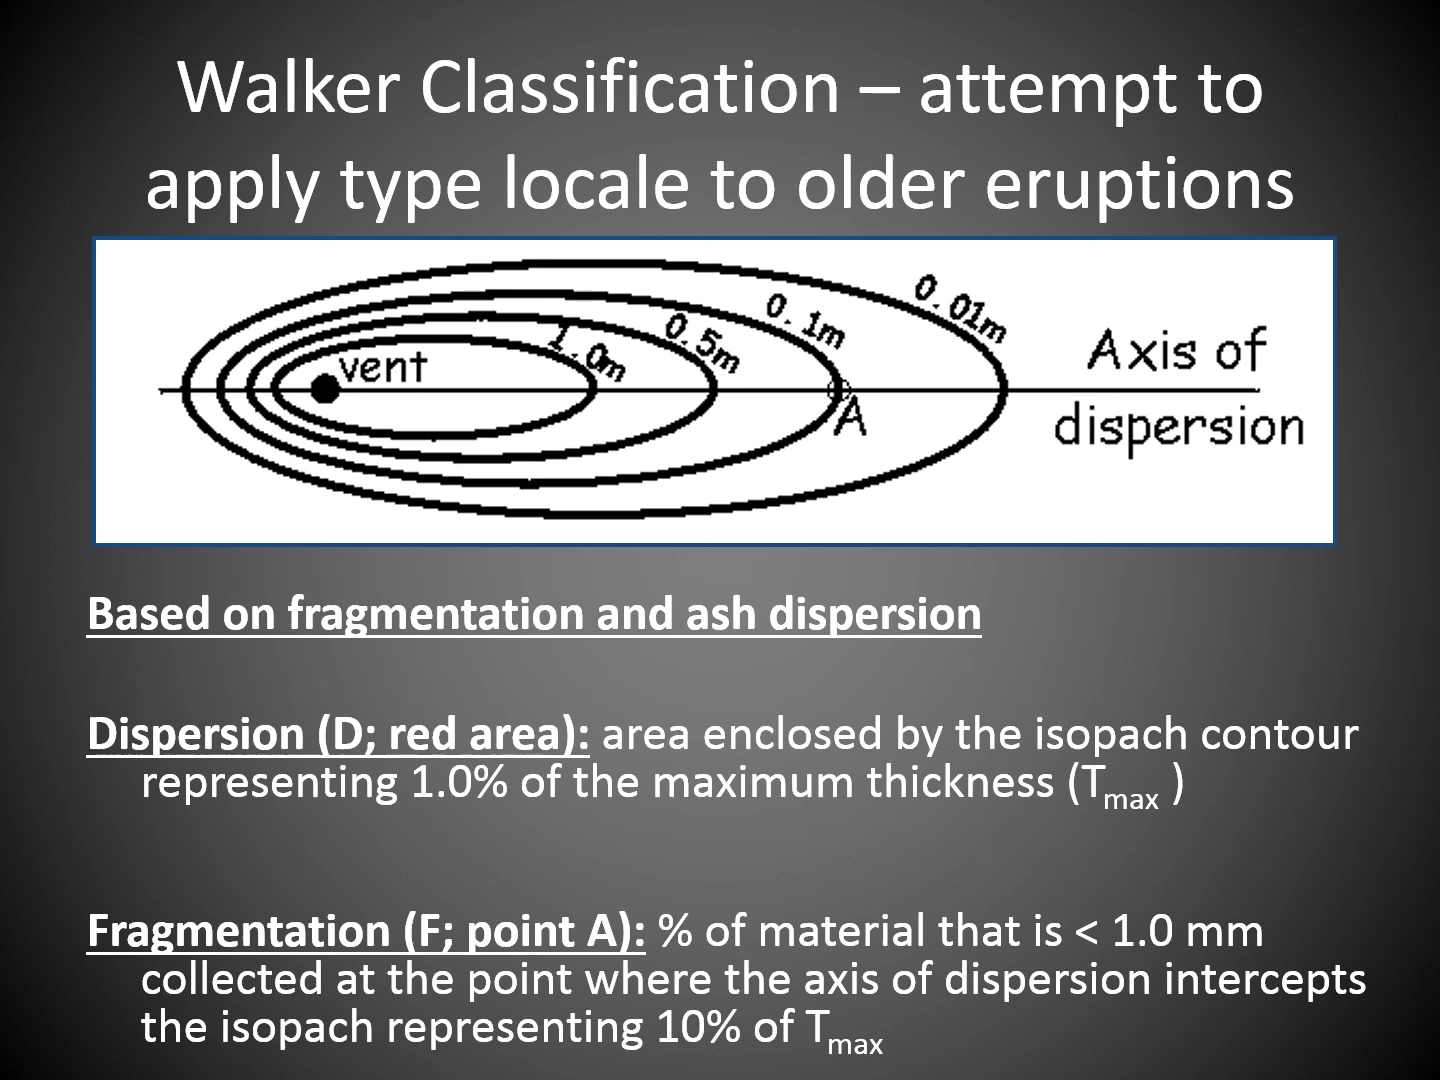 Walker Classification – attempt to
apply type locale to older eruptions
vent
1.0m
0.5m
0.1m
0.01m
A
Axis of
dispersion
Based on fragmentation and ash dispersion
Dispersion (D; red area): area enclosed by the isopach contour
representing 1.0% of the maximum thickness (Tmax )
Fragmentation (F; point A): % of material that is < 1.0 mm
collected at the point where the axis of dispersion intercepts
the isopach representing 10% of Tmax